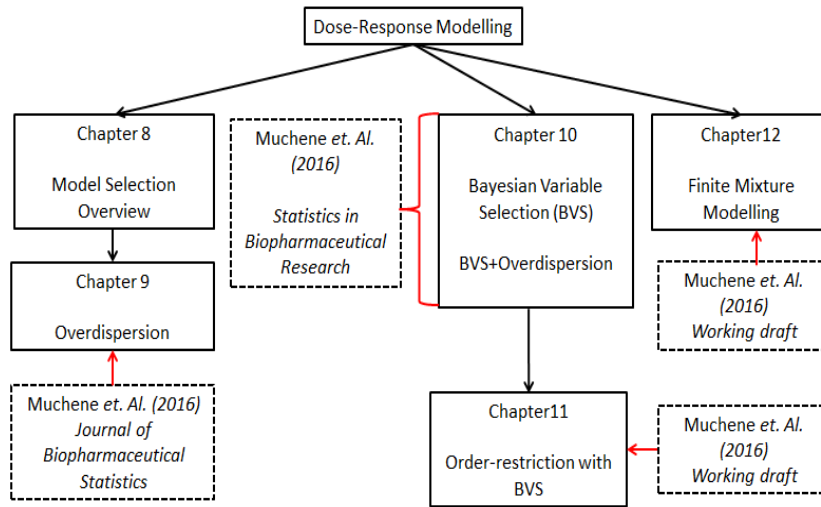 Dose-Response Modelling
Chapter 8
Model Selection
Overview
Muchene et. Al.
(2016)
Statistics in
Biopharmaceutical
Research
Chapter 10
Bayesian Variable
Selection (BVS)
BVS+Overdispersion
Chapter12
Finite Mixture
Modelling
Chapter 9
Overdispersion
Muchene et. Al.
(2016)
Working draft
Muchene et. Al. (2016)
Journal of
Biopharmaceutical
Statistics
Chapter11
Order-restriction with
BVS
Muchene et. Al.
(2016)
Working draft